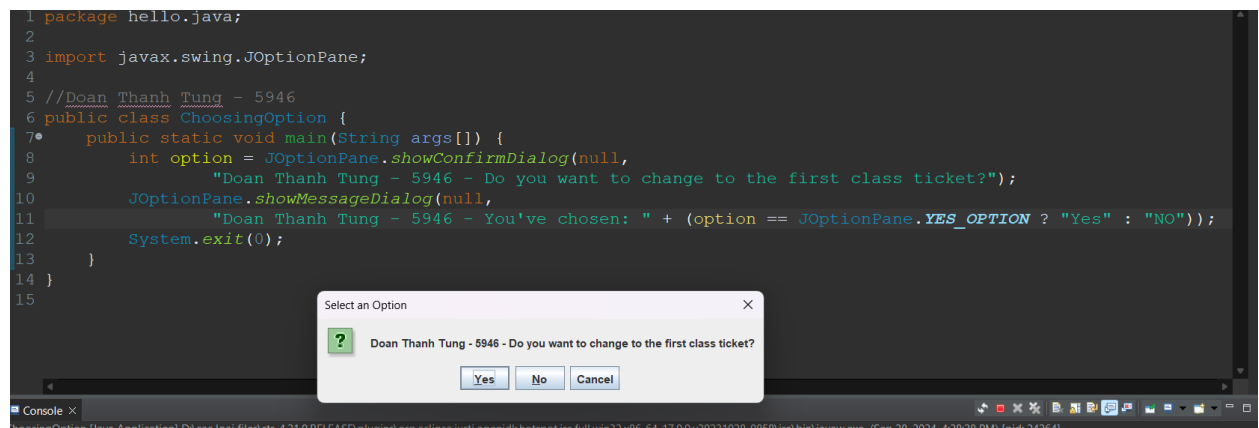 1 package hello.java;
2
3 import javax.swing.JOptionPane;
4
5 //Doan Thanh Tung - 5946
6 public class ChoosingOption {
7 public static void main(String args[]) {
8 int option = JOptionPane.showConfirmDialog(null,
9 "Doan Thanh Tung - 5946 - Do you want to change to the first class ticket?");
10 JOptionPane.showMessageDialog(null,
11 "Doan Thanh Tung - 5946 - You've chosen: " + (option == JOptionPane.YES_OPTION ? "Yes" : "NO"));
12 System.exit(0);
13 }
14 }
15
Select an Option
Doan Thanh Tung - 5946 - Do you want to change to the first class ticket?
Yes No Cancel
Console